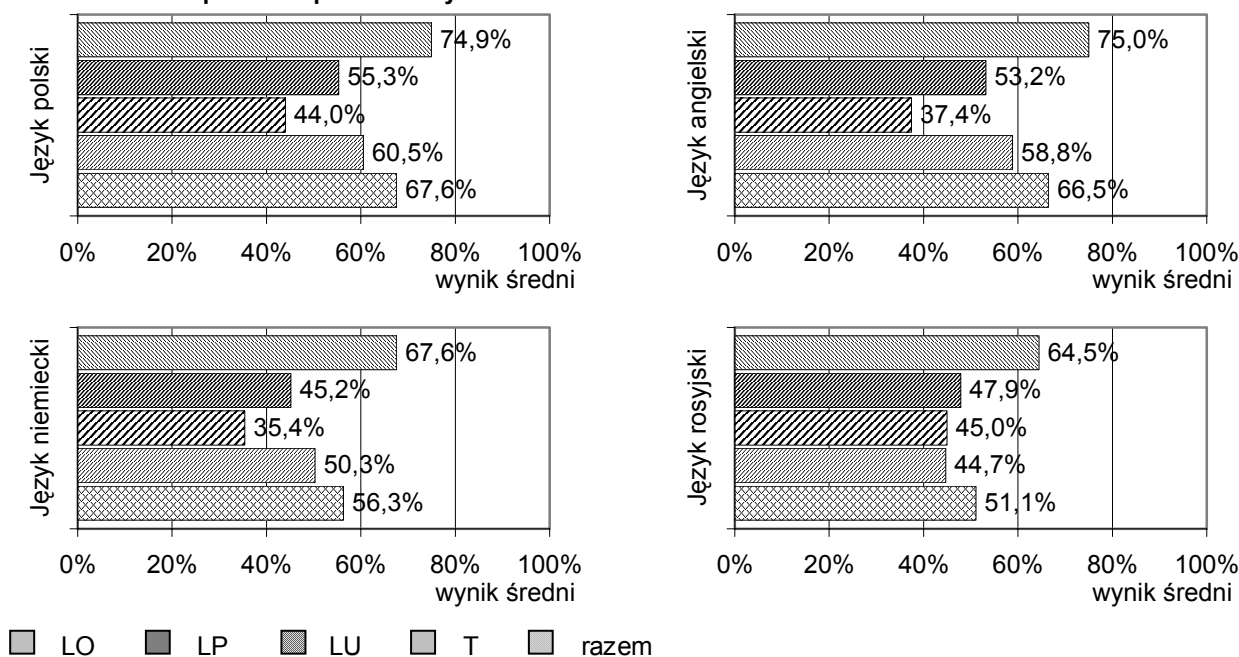 Język polski
74,9%
55,3%
44,0%
60,5%
67,6%
0% 20% 40% 60% 80% 100%
wynik średni
Język angielski
75,0%
53,2%
37,4%
58,8%
66,5%
0% 20% 40% 60% 80% 100%
wynik średni
Język niemiecki
67,6%
45,2%
35,4%
50,3%
56,3%
0% 20% 40% 60% 80% 100%
wynik średni
Język rosyjski
64,5%
47,9%
45,0%
44,7%
51,1%
0% 20% 40% 60% 80% 100%
wynik średni
LO LP LU T razem